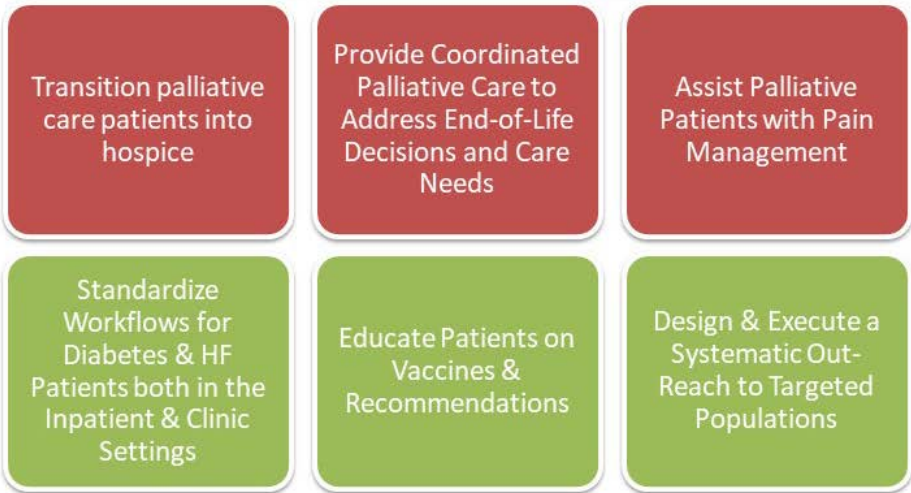 Transition palliative
care patients into
hospice
Provide Coordinated
Palliative Care to
Address End-of-Life
Decisions and Care
Needs
Assist Palliative
Patients with Pain
Management
Standardize
Workflows for
Diabetes & HF
Patients both in the
Inpatient & Clinic
Settings
Educate Patients on
Vaccines &
Recommendations
Design & Execute a
Systematic Out-
Reach to Targeted
Populations